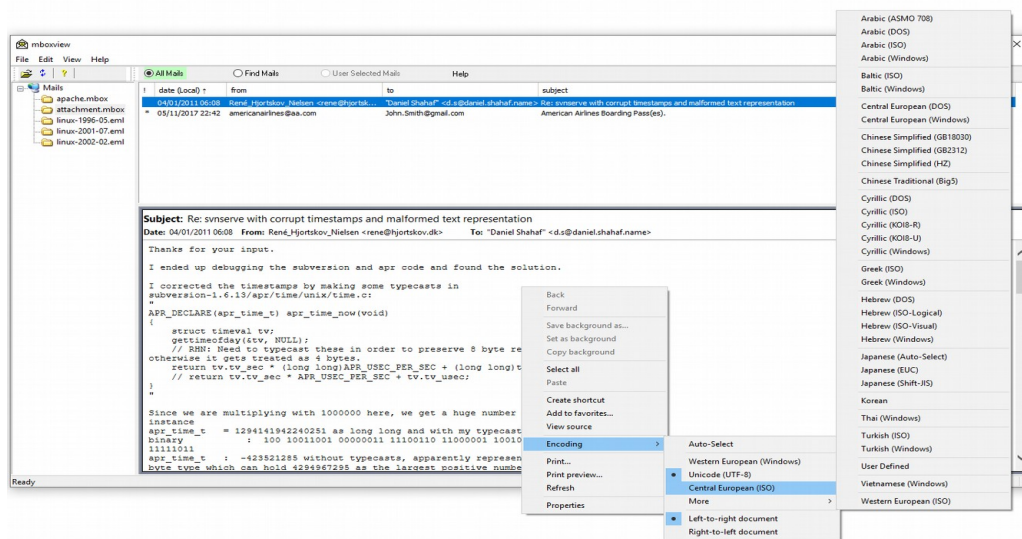 mboxview
File Edit View Help
All Mails Find Mails User Selected Mails Help
Mails
apache.mbox
attachment.mbox
linux-1996-05.eml
linux-2001-07.eml
linux-2002-02.eml
! date (Local) ↑ from to subject
04/01/2011 06:08 René_Hjortskov_Nielsen <rene@hjortsk... "Daniel Shahaf" <d.s@daniel.shahaf.name> Re: svnserve with corrupt timestamps and malformed text representation
* 05/11/2017 22:42 americanairlines@aa.com John.Smith@gmail.com American Airlines Boarding Pass(es).
Subject: Re: svnserve with corrupt timestamps and malformed text representation
Date: 04/01/2011 06:08 From: René_Hjortskov_Nielsen <rene@hjortskov.dk> To: "Daniel Shahaf" <d.s@daniel.shahaf.name>
Thanks for your input.
I ended up debugging the subversion and apr code and found the solution.
I corrected the timestamps by making some typecasts in
subversion-1.6.13/apr/time/unix/time.c:
"
APR_DECLARE(apr_time_t) apr_time_now(void)
{
struct timeval tv;
gettimeofday(&tv, NULL);
// RHN: Need to typecast these in order to preserve 8 byte re
otherwise it gets treated as 4 bytes.
return tv.tv_sec * (long long)APR_USEC_PER_SEC + (long long)t
// return tv.tv_sec * APR_USEC_PER_SEC + tv.tv_usec;
}
"
Since we are multiplying with 1000000 here, we get a huge number
instance
apr_time_t = 1294141942240251 as long long and with my typecast
binary : 100 10011001 00000011 11100110 11000001 10010
11111011
apr_time_t : -423521285 without typecasts, apparently represen
byte type which can hold 4294967295 as the largest positive numbe
Ready
Back
Forward
Save background as...
Set as background
Copy background
Select all
Paste
Create shortcut
Add to favorites...
View source
Encoding >
Print...
Print preview...
Refresh
Properties
Auto-Select
Western European (Windows)
Unicode (UTF-8)
Central European (ISO)
More >
Left-to-right document
Right-to-left document
Arabic (ASMO 708)
Arabic (DOS)
Arabic (ISO)
Arabic (Windows)
Baltic (ISO)
Baltic (Windows)
Central European (DOS)
Central European (Windows)
Chinese Simplified (GB18030)
Chinese Simplified (GB2312)
Chinese Simplified (HZ)
Chinese Traditional (Big5)
Cyrillic (DOS)
Cyrillic (ISO)
Cyrillic (KOI8-R)
Cyrillic (KOI8-U)
Cyrillic (Windows)
Greek (ISO)
Greek (Windows)
Hebrew (DOS)
Hebrew (ISO-Logical)
Hebrew (ISO-Visual)
Hebrew (Windows)
Japanese (Auto-Select)
Japanese (EUC)
Japanese (Shift-JIS)
Korean
Thai (Windows)
Turkish (ISO)
Turkish (Windows)
User Defined
Vietnamese (Windows)
Western European (ISO)